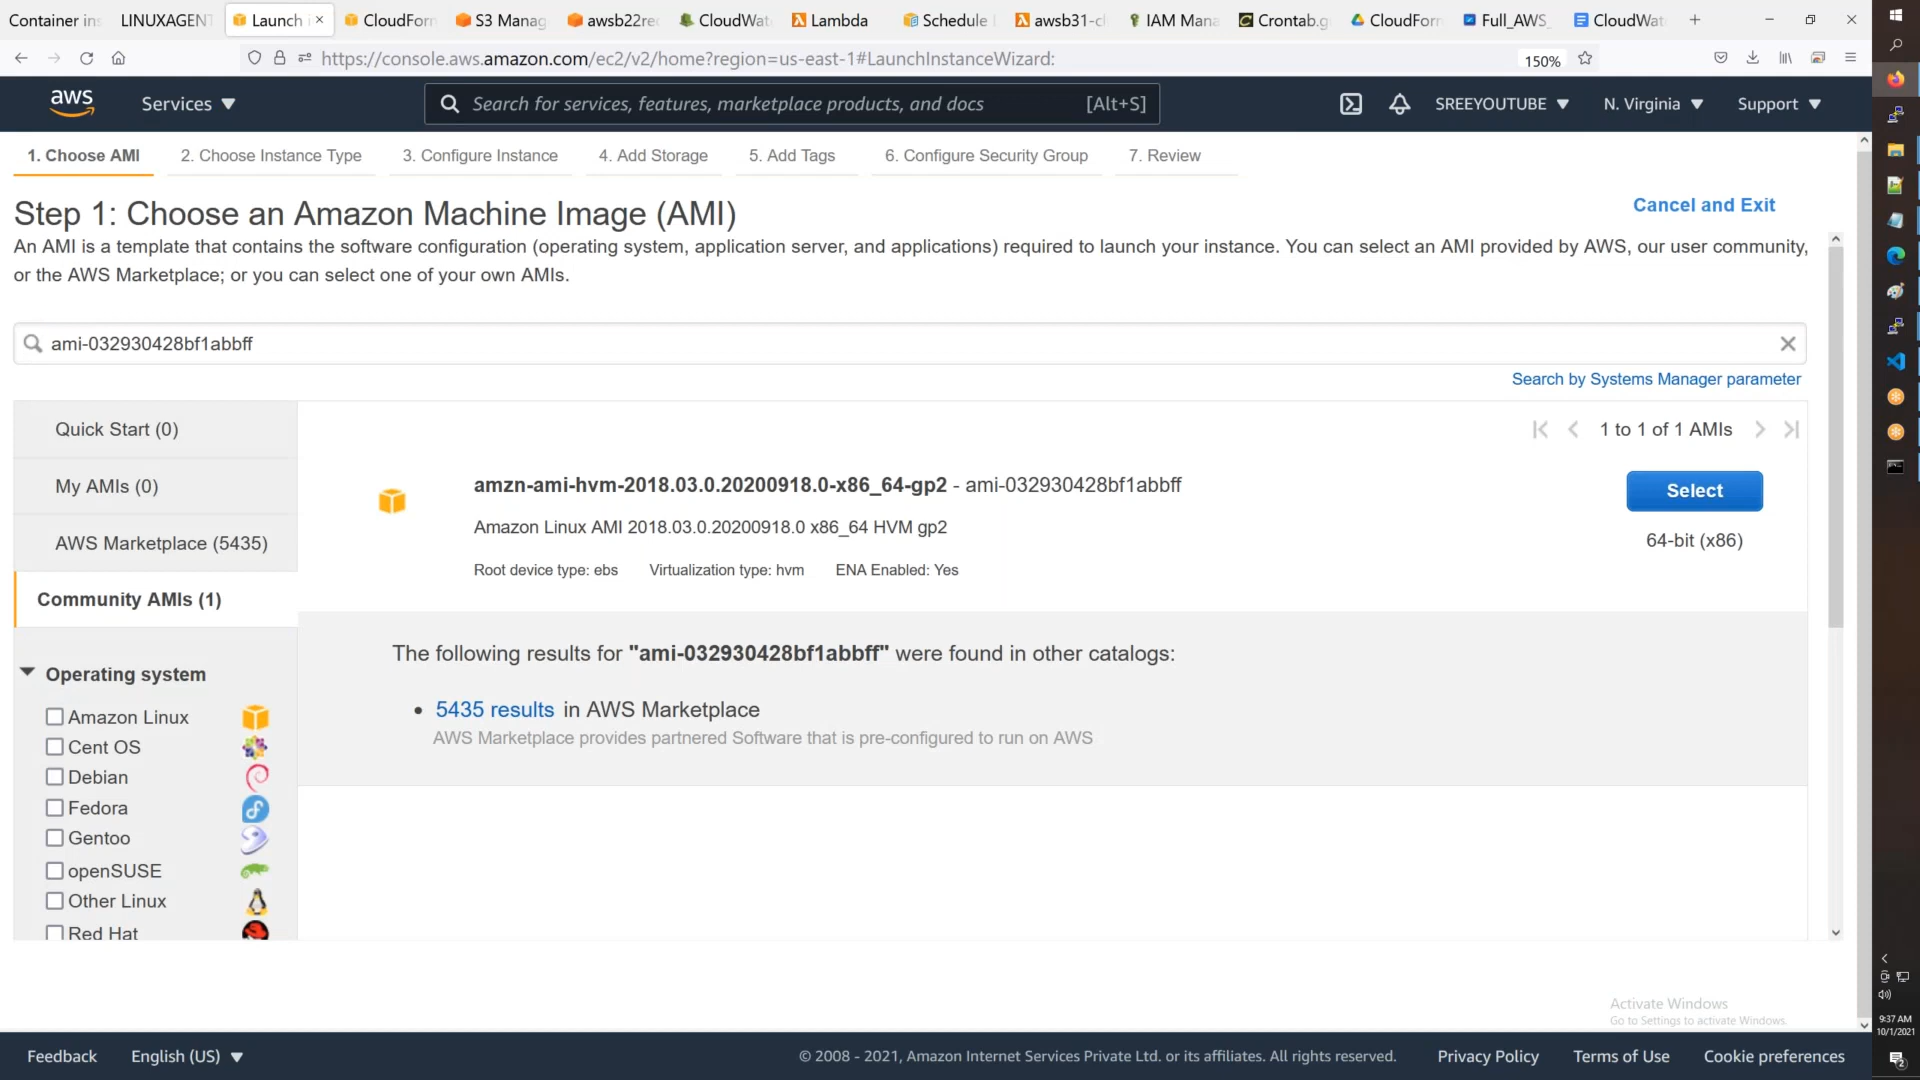 Container in
LINUXAGENT
Launch i
CloudForm
S3 Manag
awsb22rec
CloudWat
Lambda
Schedule
awsb31-cl
IAM Mana
Crontab.g
CloudForm
Full_AWS_
CloudWat
https://console.aws.amazon.com/ec2/v2/home?region=us-east-1#LaunchInstanceWizard:
150%
aws
Services
Search for services, features, marketplace products, and docs
[Alt+S]
SREEYOUTUBE
N. Virginia
Support
1. Choose AMI
2. Choose Instance Type
3. Configure Instance
4. Add Storage
5. Add Tags
6. Configure Security Group
7. Review
Step 1: Choose an Amazon Machine Image (AMI)
Cancel and Exit
An AMI is a template that contains the software configuration (operating system, application server, and applications) required to launch your instance. You can select an AMI provided by AWS, our user community,
or the AWS Marketplace; or you can select one of your own AMIs.
ami-032930428bf1abbff
Search by Systems Manager parameter
Quick Start (0)
My AMIs (0)
AWS Marketplace (5435)
Community AMIs (1)
1 to 1 of 1 AMIs
amzn-ami-hvm-2018.03.0.20200918.0-x86_64-gp2 - ami-032930428bf1abbff
Select
Amazon Linux AMI 2018.03.0.20200918.0 x86_64 HVM gp2
64-bit (x86)
Root device type: ebs
Virtualization type: hvm
ENA Enabled: Yes
The following results for "ami-032930428bf1abbff" were found in other catalogs:
• 5435 results in AWS Marketplace
AWS Marketplace provides partnered Software that is pre-configured to run on AWS
Operating system
Amazon Linux
Cent OS
Debian
Fedora
Gentoo
openSUSE
Other Linux
Red Hat
Activate Windows
Go to Settings to activate Windows.
9:37 AM
10/1/2021
2
Feedback
English (US)
© 2008 - 2021, Amazon Internet Services Private Ltd. or its affiliates. All rights reserved.
Privacy Policy
Terms of Use
Cookie preferences